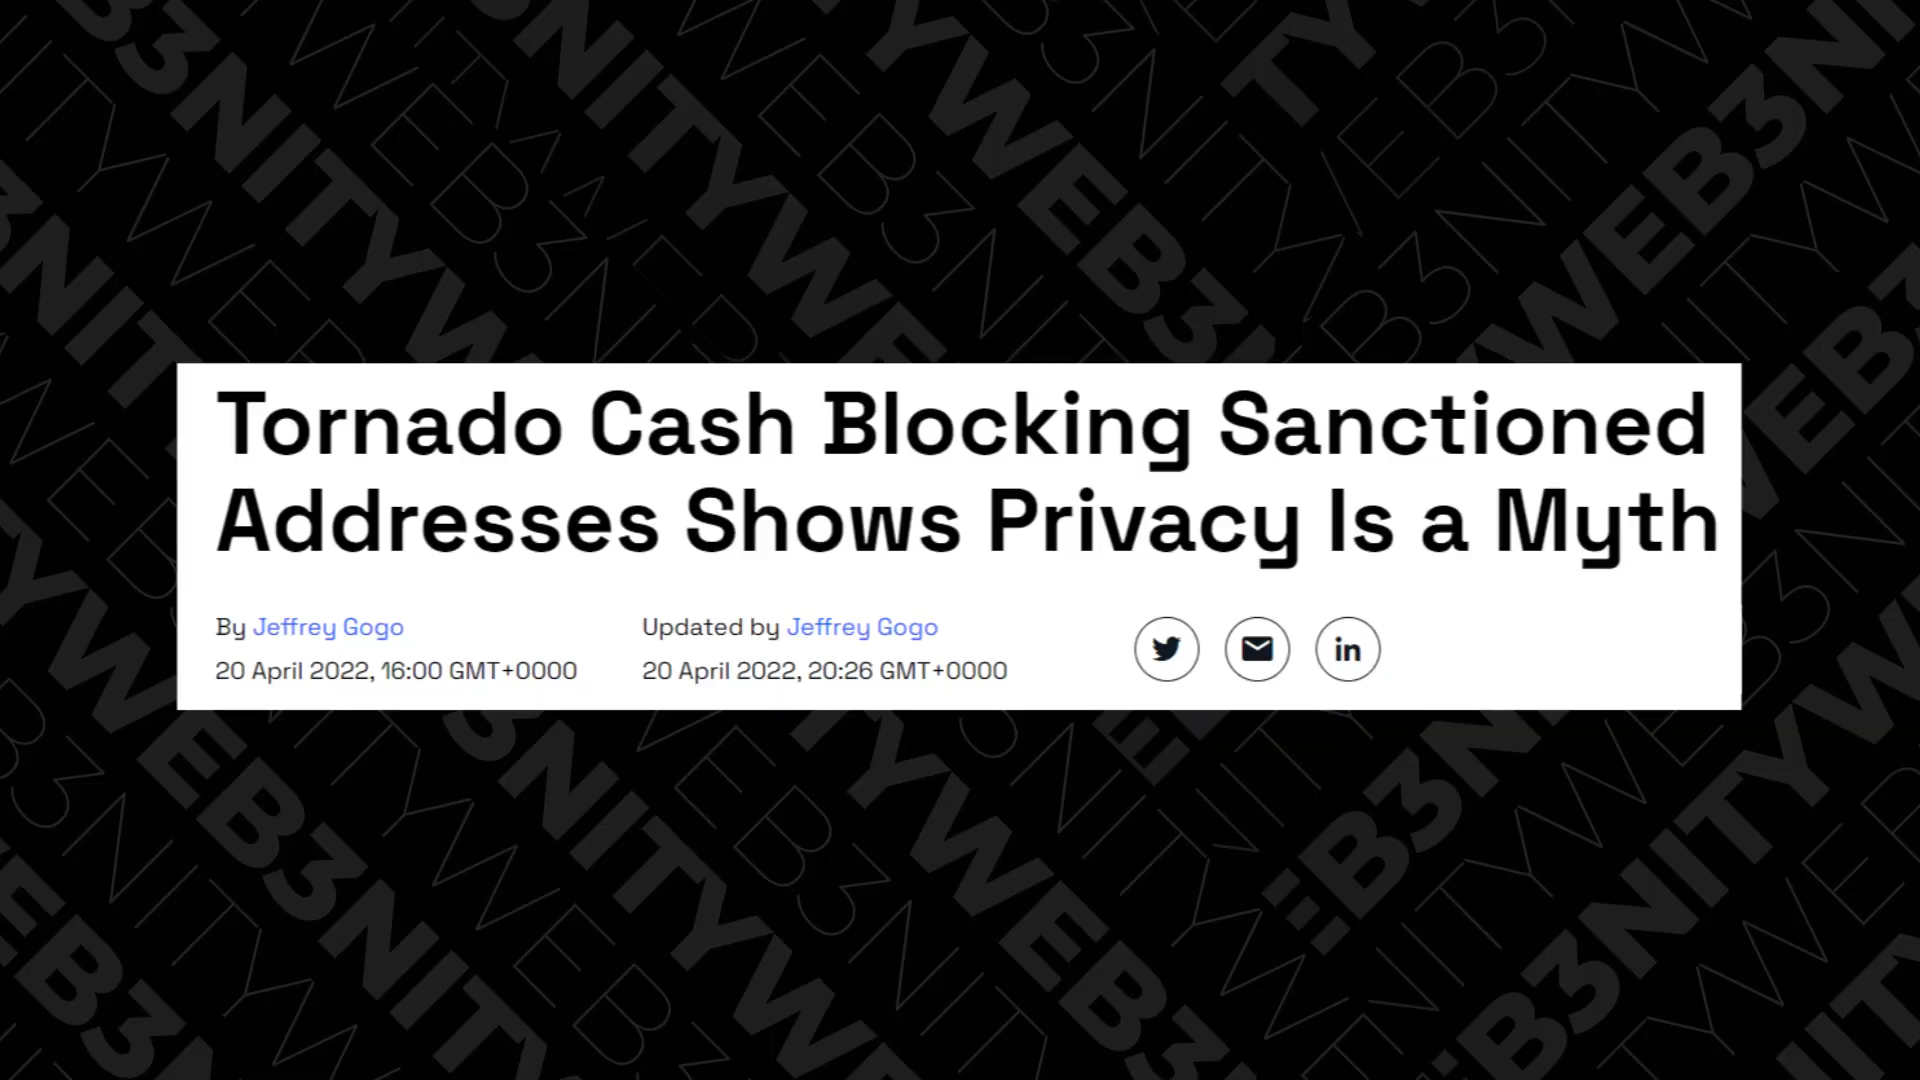 Tornado Cash Blocking Sanctioned
Addresses Shows Privacy Is a Myth
By Jeffrey Gogo
20 April 2022, 16:00 GMT+0000
Updated by Jeffrey Gogo
20 April 2022, 20:26 GMT+0000
in
WEB3NITY